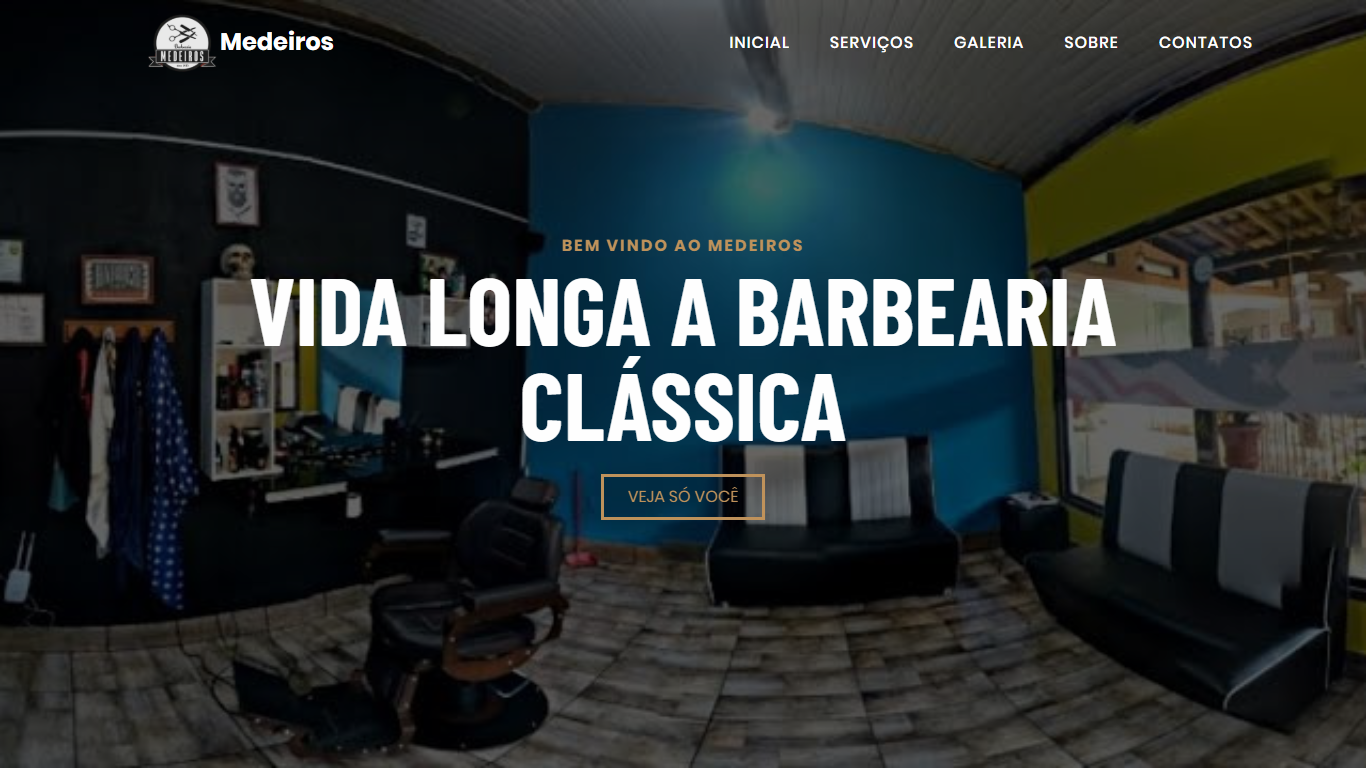 Barbearia
MEDEIROS
Medeiros
INICIAL SERVIÇOS GALERIA SOBRE CONTATOS
BEM VINDO AO MEDEIROS
VIDA LONGA A BARBEARIA
CLÁSSICA
VEJA SÓ VOCÊ